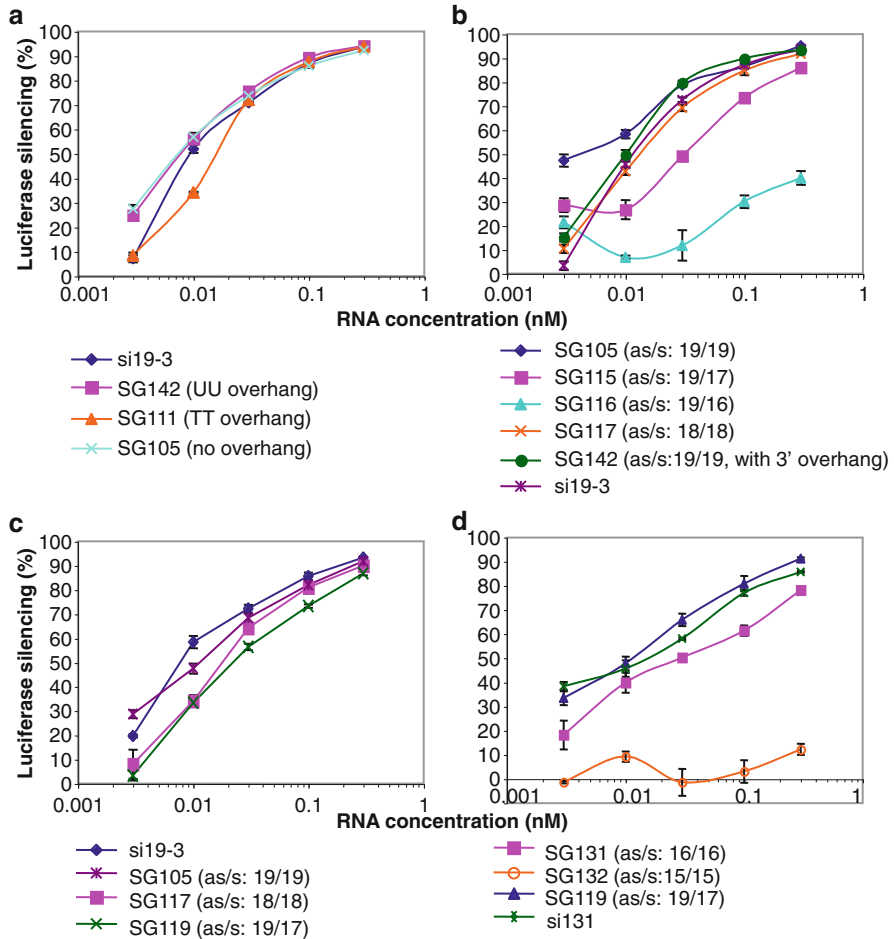 a
Luciferase silencing (%)
100
90
80
70
60
50
40
30
20
10
0
0.001
0.01
0.1
1
b
100
90
80
70
60
50
40
30
20
10
0
0.001
0.01
0.1
1
RNA concentration (nM)
si19-3
SG142 (UU overhang)
SG111 (TT overhang)
SG105 (no overhang)
SG105 (as/s: 19/19)
SG115 (as/s: 19/17)
SG116 (as/s: 19/16)
SG117 (as/s: 18/18)
SG142 (as/s:19/19, with 3' overhang)
si19-3
c
Luciferase silencing (%)
100
90
80
70
60
50
40
30
20
10
0
0.001
0.01
0.1
1
d
100
90
80
70
60
50
40
30
20
10
0
0.001
0.01
0.1
1
RNA concentration (nM)
si19-3
SG105 (as/s: 19/19)
SG117 (as/s: 18/18)
SG119 (as/s: 19/17)
SG131 (as/s: 16/16)
SG132 (as/s:15/15)
SG119 (as/s: 19/17)
si131